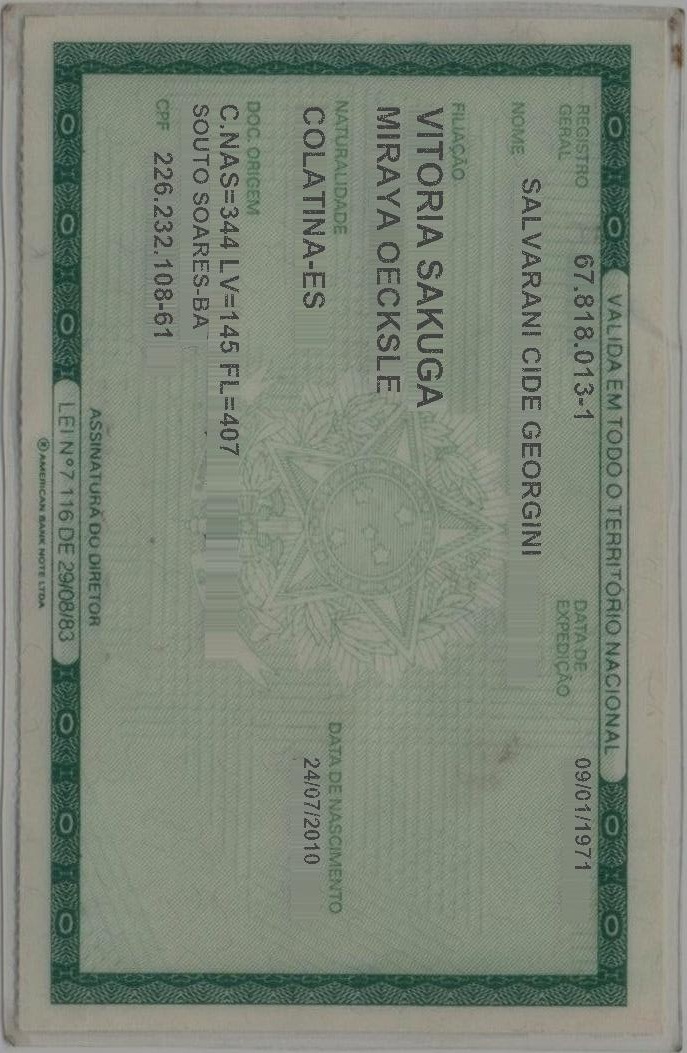 VALIDA EM TODO O TERRITÓRIO NACIONAL
REGISTRO GERAL 67.818.013-1 DATA DE EXPEDIÇÃO 09/01/1971
NOME SALVARANI CIDE GEORGINI
FILIAÇÃO
VITORIA SAKUGA
MIRAYA OECKSLE
NATURALIDADE DATA DE NASCIMENTO
COLATINA-ES 24/07/2010
DOC. ORIGEM
C.NAS=344 LV=145 FL=407
SOUTO SOARES-BA
CPF 226.232.108-61
ASSINATURA DO DIRETOR
LEI Nº 7 116 DE 29/08/83
® AMERICAN BANK NOTE LTDA